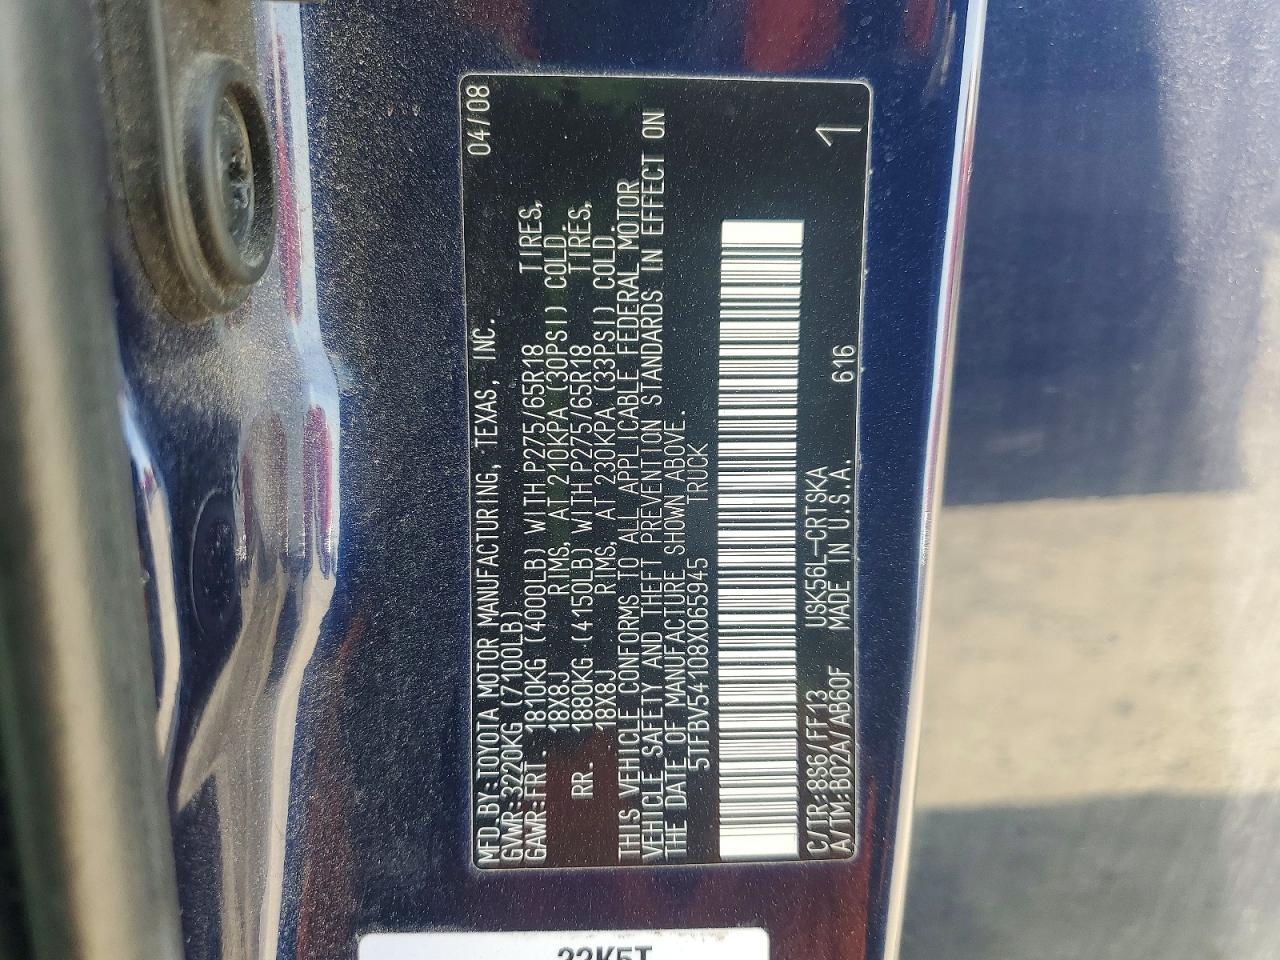 MFD.BY:TOYOTA MOTOR MANUFACTURING, TEXAS, INC. 04/08
GVWR:3220KG (7100LB)
GAWR:FRT. 1810KG (4000LB) WITH P275/65R18 TIRES,
18X8J RIMS, AT 210KPA (30PSI) COLD.
RR. 1880KG (4150LB) WITH P275/65R18 TIRES,
18X8J RIMS, AT 230KPA (33PSI) COLD.
THIS VEHICLE CONFORMS TO ALL APPLICABLE FEDERAL MOTOR
VEHICLE SAFETY AND THEFT PREVENTION STANDARDS IN EFFECT ON
THE DATE OF MANUFACTURE SHOWN ABOVE.
5TFBV54108X065945 TRUCK
C/TR:8S6/FF13 USK56L-CRTSKA
A/TM:B02A/AB60F MADE IN U.S.A. 616 1